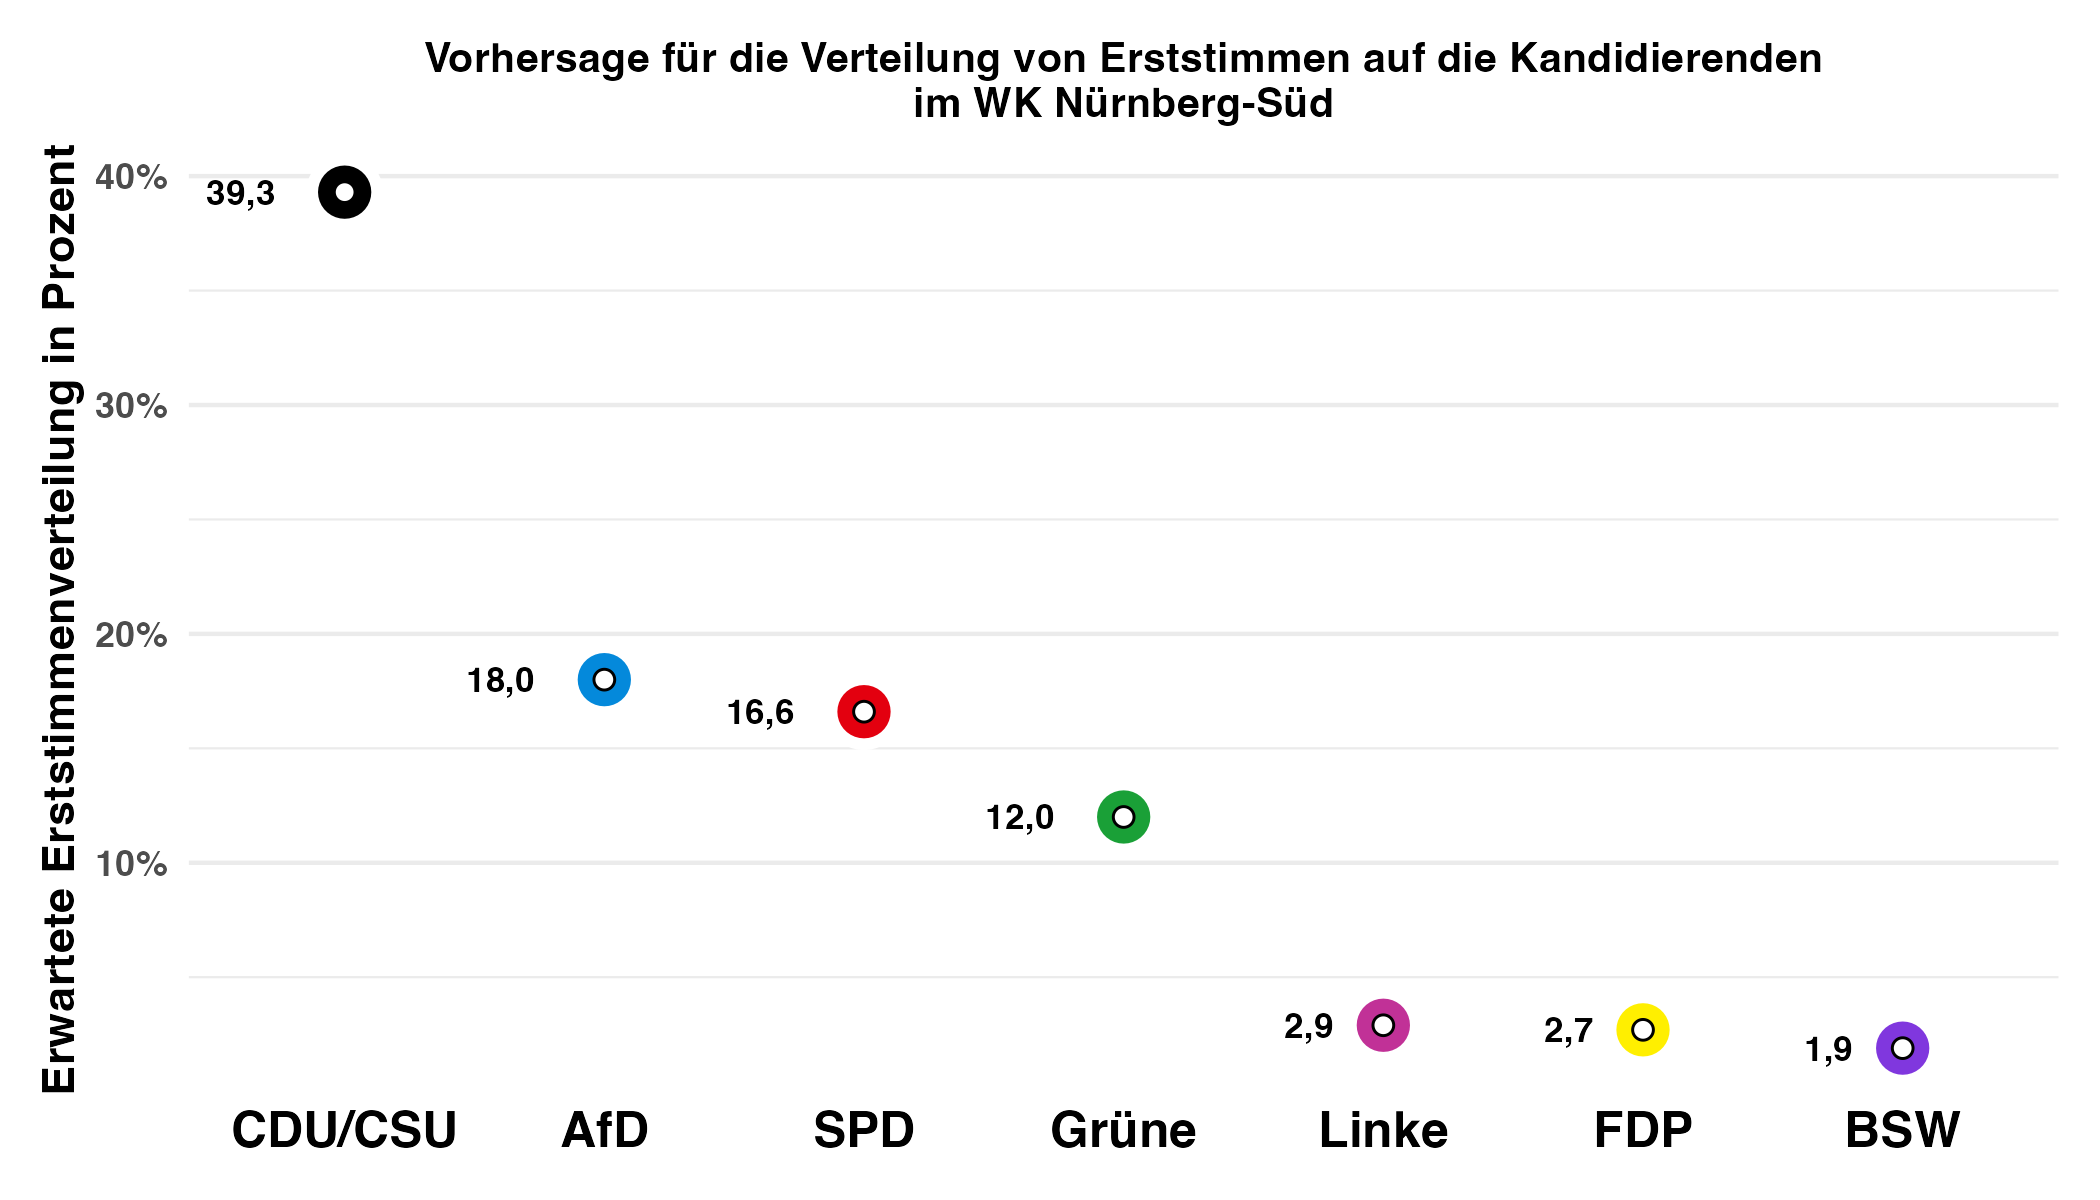 Vorhersage für die Verteilung von Erststimmen auf die Kandidierenden
im WK Nürnberg-Süd
Erwartete Erststimmenverteilung in Prozent
40%
30%
20%
10%
39,3
18,0
16,6
12,0
2,9
2,7
1,9
CDU/CSU AfD SPD Grüne Linke FDP BSW